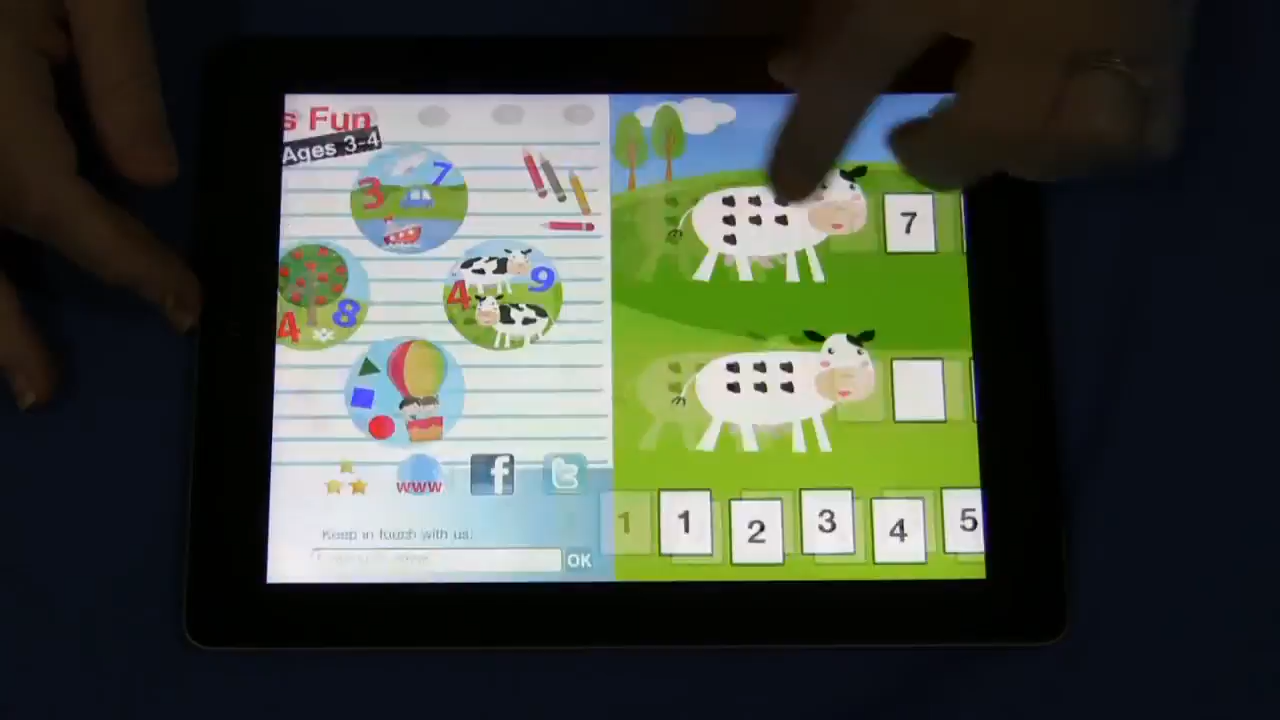 s Fun
Ages 3-4
3 7
4 8
4 9
www
f
t
Keep in touch with us:
OK
7
1 1 2 3 4 5